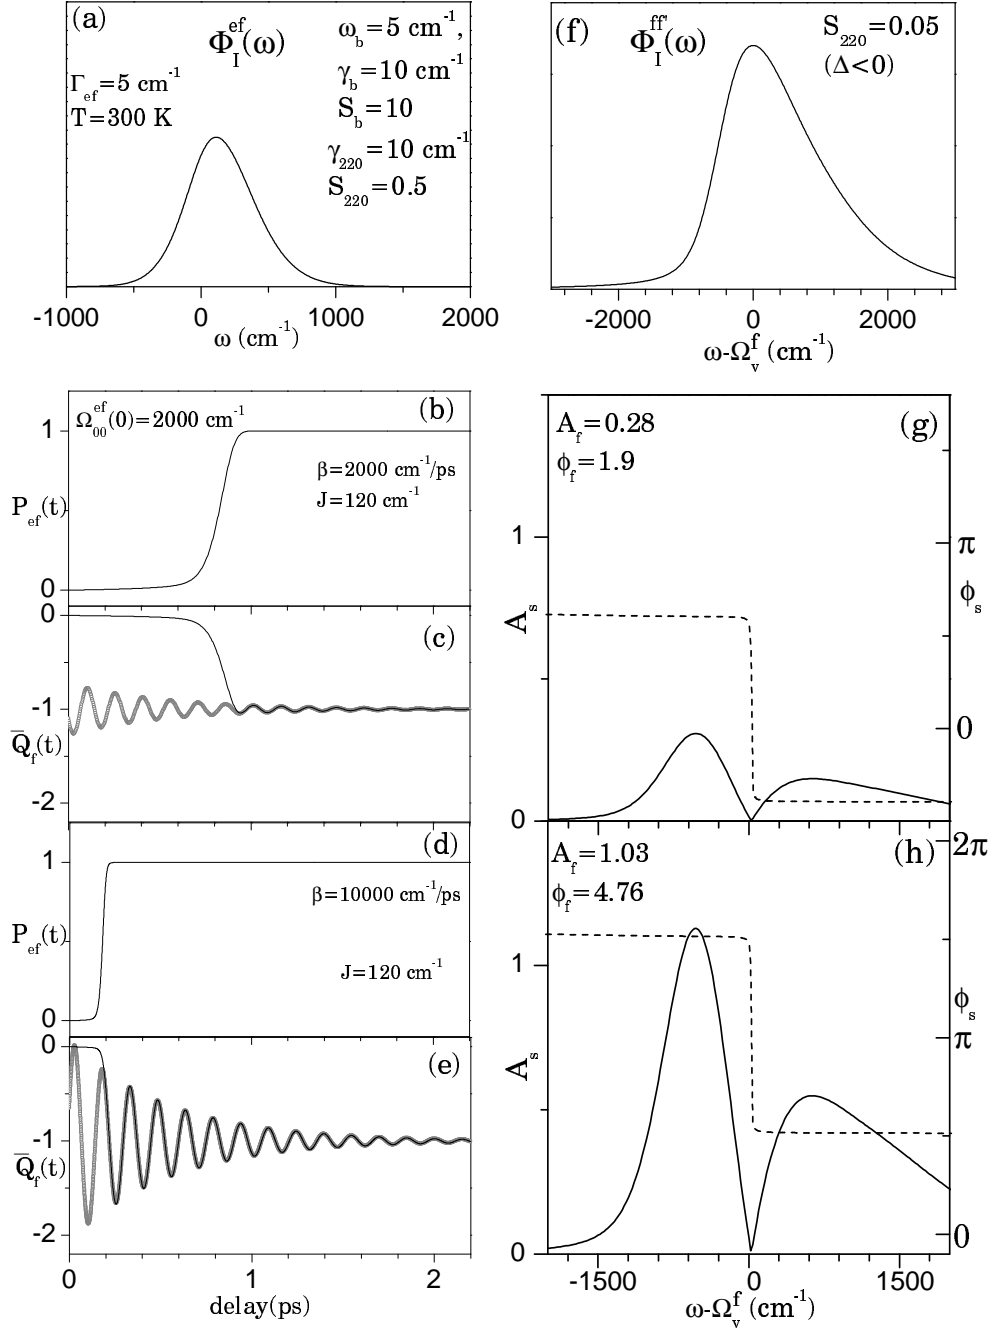 (a)
Φ_I^ef(ω)
ω_b=5 cm^-1,
γ_b=10 cm^-1
S_b=10
γ_220=10 cm^-1
S_220=0.5
Γ_ef=5 cm^-1
T=300 K
-1000 0 1000 2000
ω (cm^-1)
(f)
Φ_I^ff'(ω)
S_220=0.05
(Δ<0)
-2000 0 2000
ω-Ω_v^f (cm^-1)
(b)
Ω_00^ef(0)=2000 cm^-1
β=2000 cm^-1/ps
J=120 cm^-1
P_ef(t)
1
0
(c)
0
-1
-2
Q̄_f(t)
(d)
β=10000 cm^-1/ps
J=120 cm^-1
P_ef(t)
1
0
(e)
0
-1
-2
Q̄_f(t)
0 1 2
delay(ps)
(g)
A_f=0.28
ϕ_f=1.9
1
0
A_s
π
0
ϕ_s
(h)
A_f=1.03
ϕ_f=4.76
1
0
A_s
2π
π
0
ϕ_s
-1500 0 1500
ω-Ω_v^f (cm^-1)